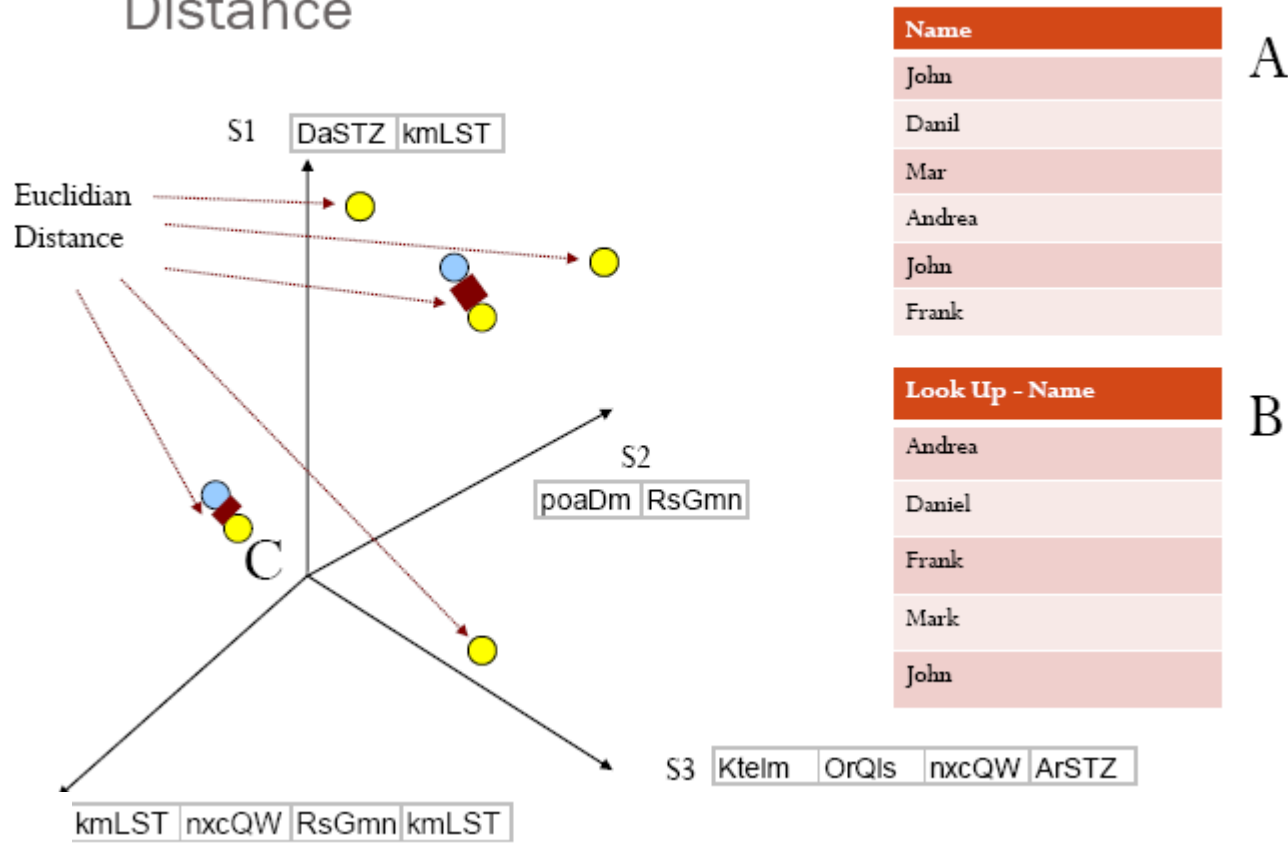 Distance
S1 DaSTZ kmLST
Euclidian
Distance
S2
poaDm RsGmn
C
S3 Ktelm OrQls nxcQW ArSTZ
kmLST nxcQW RsGmn kmLST
Name
A
John
Danil
Mar
Andrea
John
Frank
Look Up - Name
B
Andrea
Daniel
Frank
Mark
John